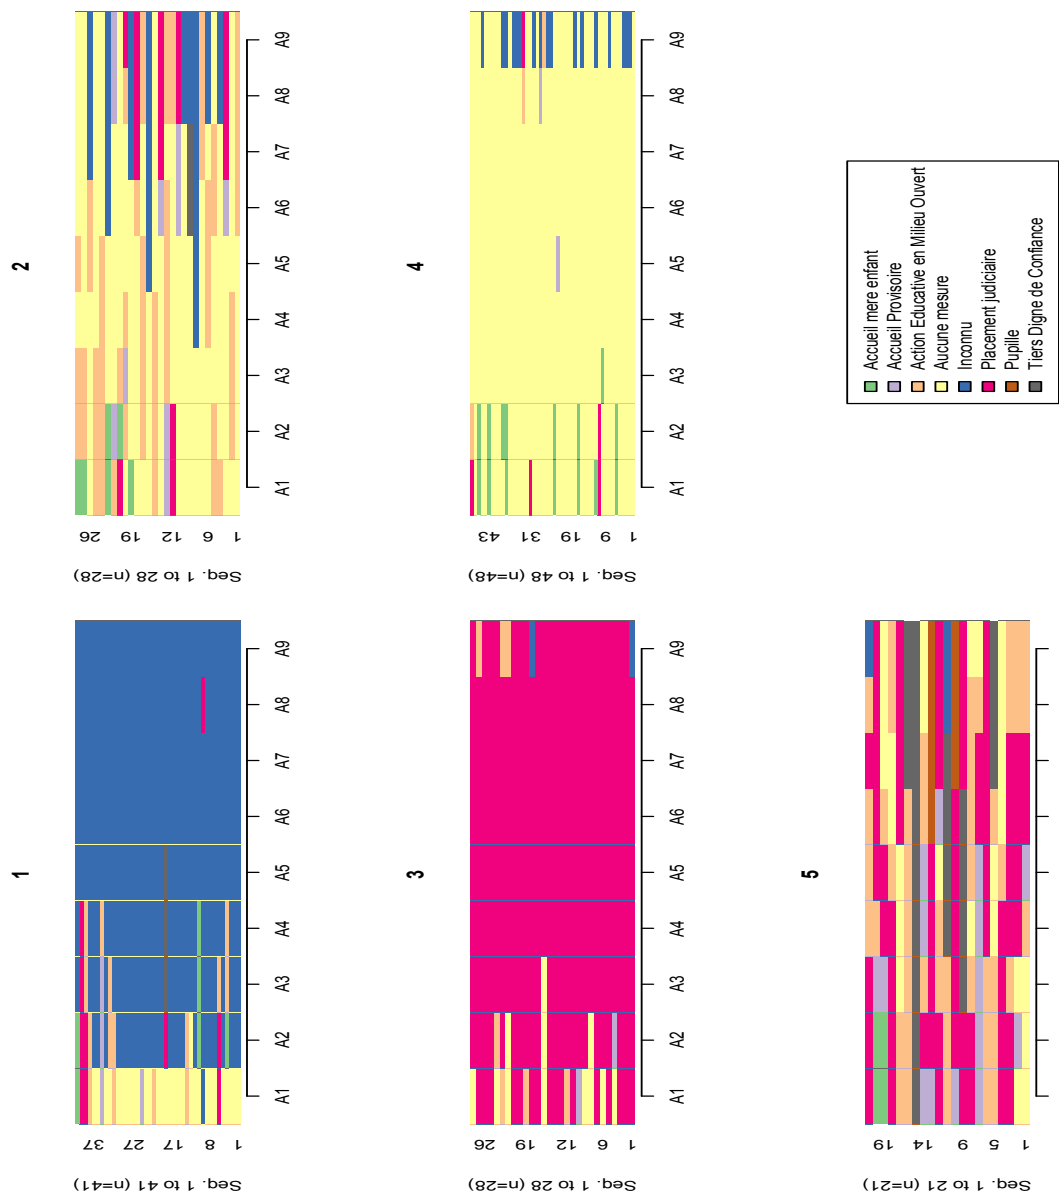 1
Seq. 1 to 41 (n=41)
1 8 17 27 37
A1 A2 A3 A4 A5 A6 A7 A8 A9
2
Seq. 1 to 28 (n=28)
1 6 12 19 26
A1 A2 A3 A4 A5 A6 A7 A8 A9
3
Seq. 1 to 28 (n=28)
1 6 12 19 26
A1 A2 A3 A4 A5 A6 A7 A8 A9
4
Seq. 1 to 48 (n=48)
1 9 19 31 43
A1 A2 A3 A4 A5 A6 A7 A8 A9
5
Seq. 1 to 21 (n=21)
1 5 9 14 19
Accueil mere enfant
Accueil Provisoire
Action Educative en Milieu Ouvert
Aucune mesure
Inconnu
Placement judiciaire
Pupille
Tiers Digne de Confiance